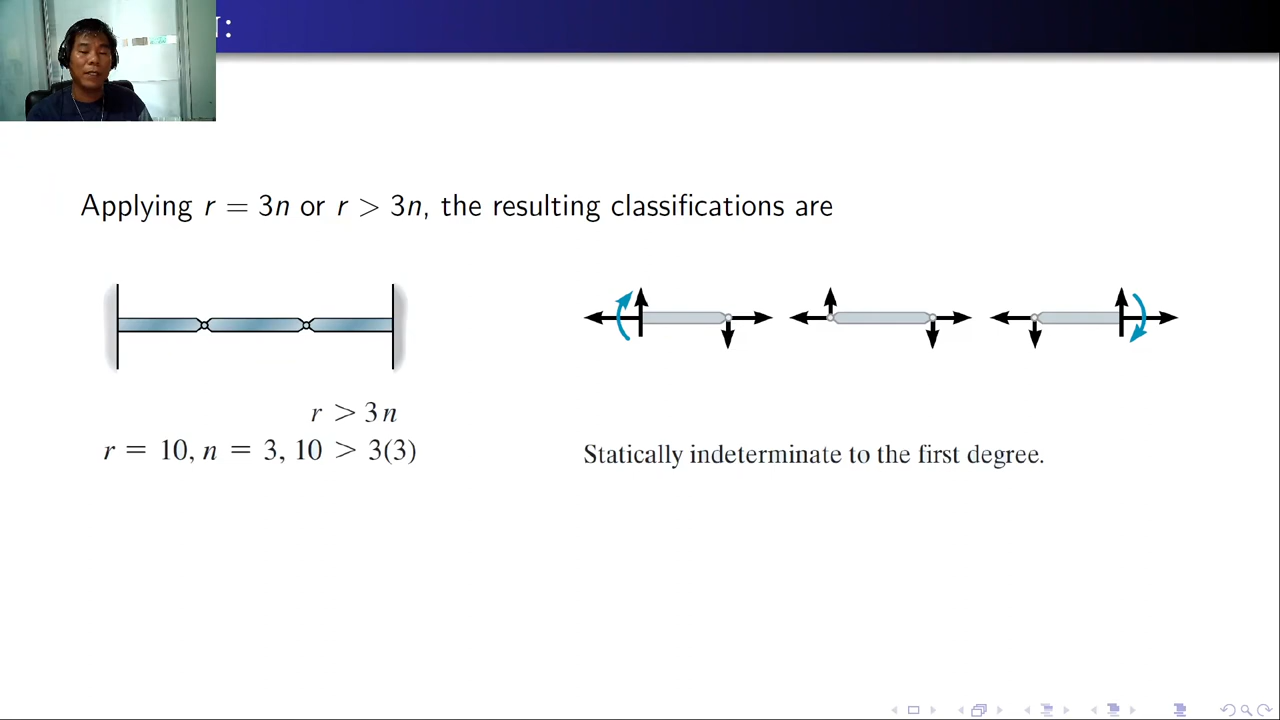 Applying r = 3n or r > 3n, the resulting classifications are
r > 3n
r = 10, n = 3, 10 > 3(3)
Statically indeterminate to the first degree.